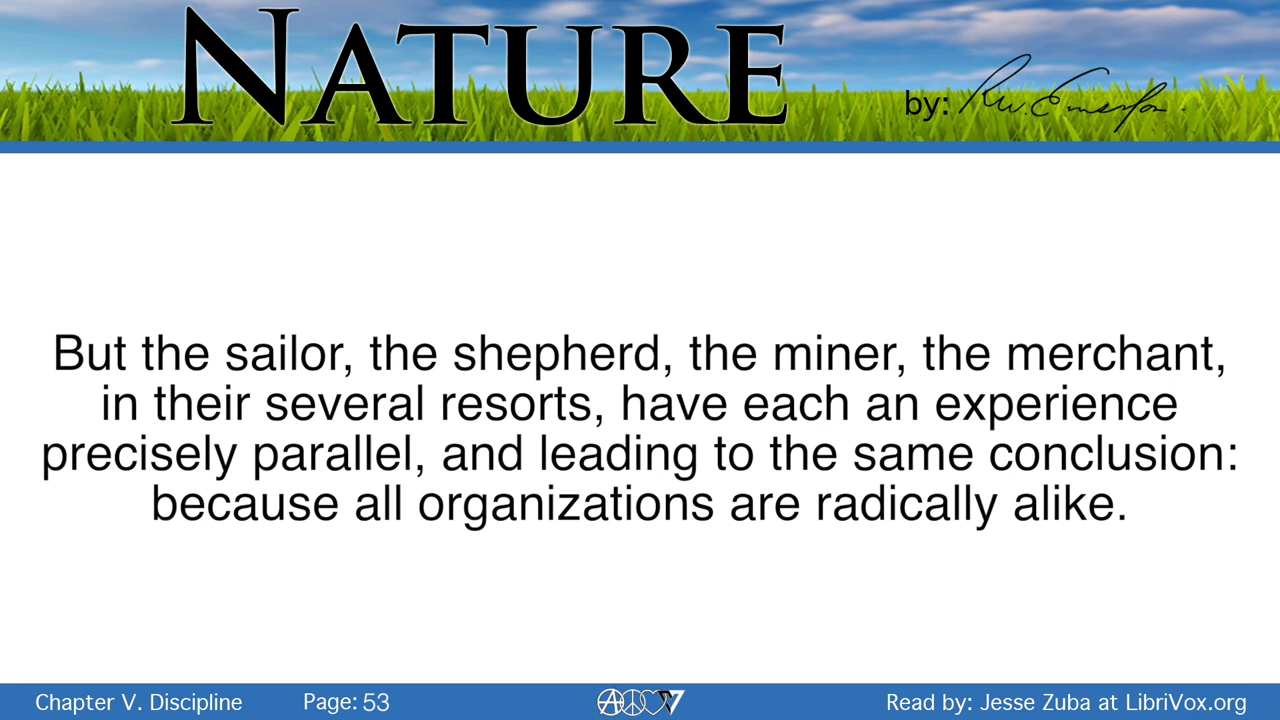 NATURE
by: R.W. Emerson.
But the sailor, the shepherd, the miner, the merchant,
in their several resorts, have each an experience
precisely parallel, and leading to the same conclusion:
because all organizations are radically alike.
Chapter V. Discipline
Page: 53
Read by: Jesse Zuba at LibriVox.org